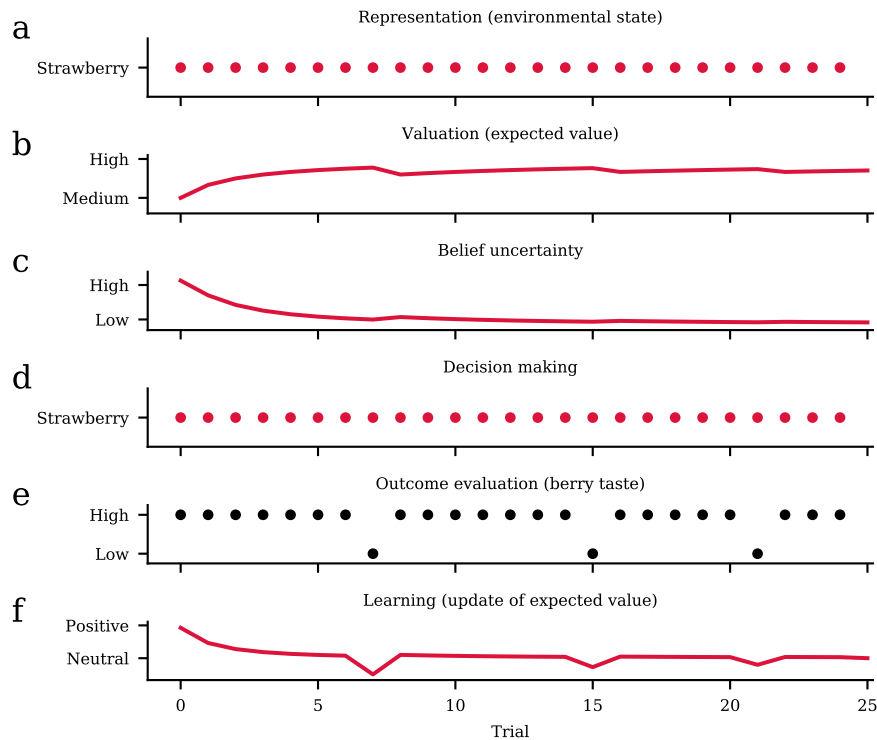 a
Representation (environmental state)
Strawberry
b
Valuation (expected value)
High
Medium
c
Belief uncertainty
High
Low
d
Decision making
Strawberry
e
Outcome evaluation (berry taste)
High
Low
f
Learning (update of expected value)
Positive
Neutral
0 5 10 15 20 25
Trial